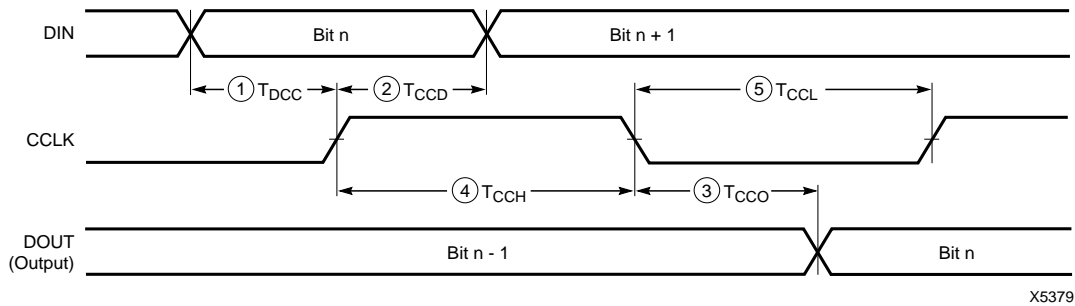 DIN
Bit n
Bit n + 1
1 TDCC
2 TCCD
5 TCCL
CCLK
4 TCCH
3 TCCO
DOUT
(Output)
Bit n - 1
Bit n
X5379